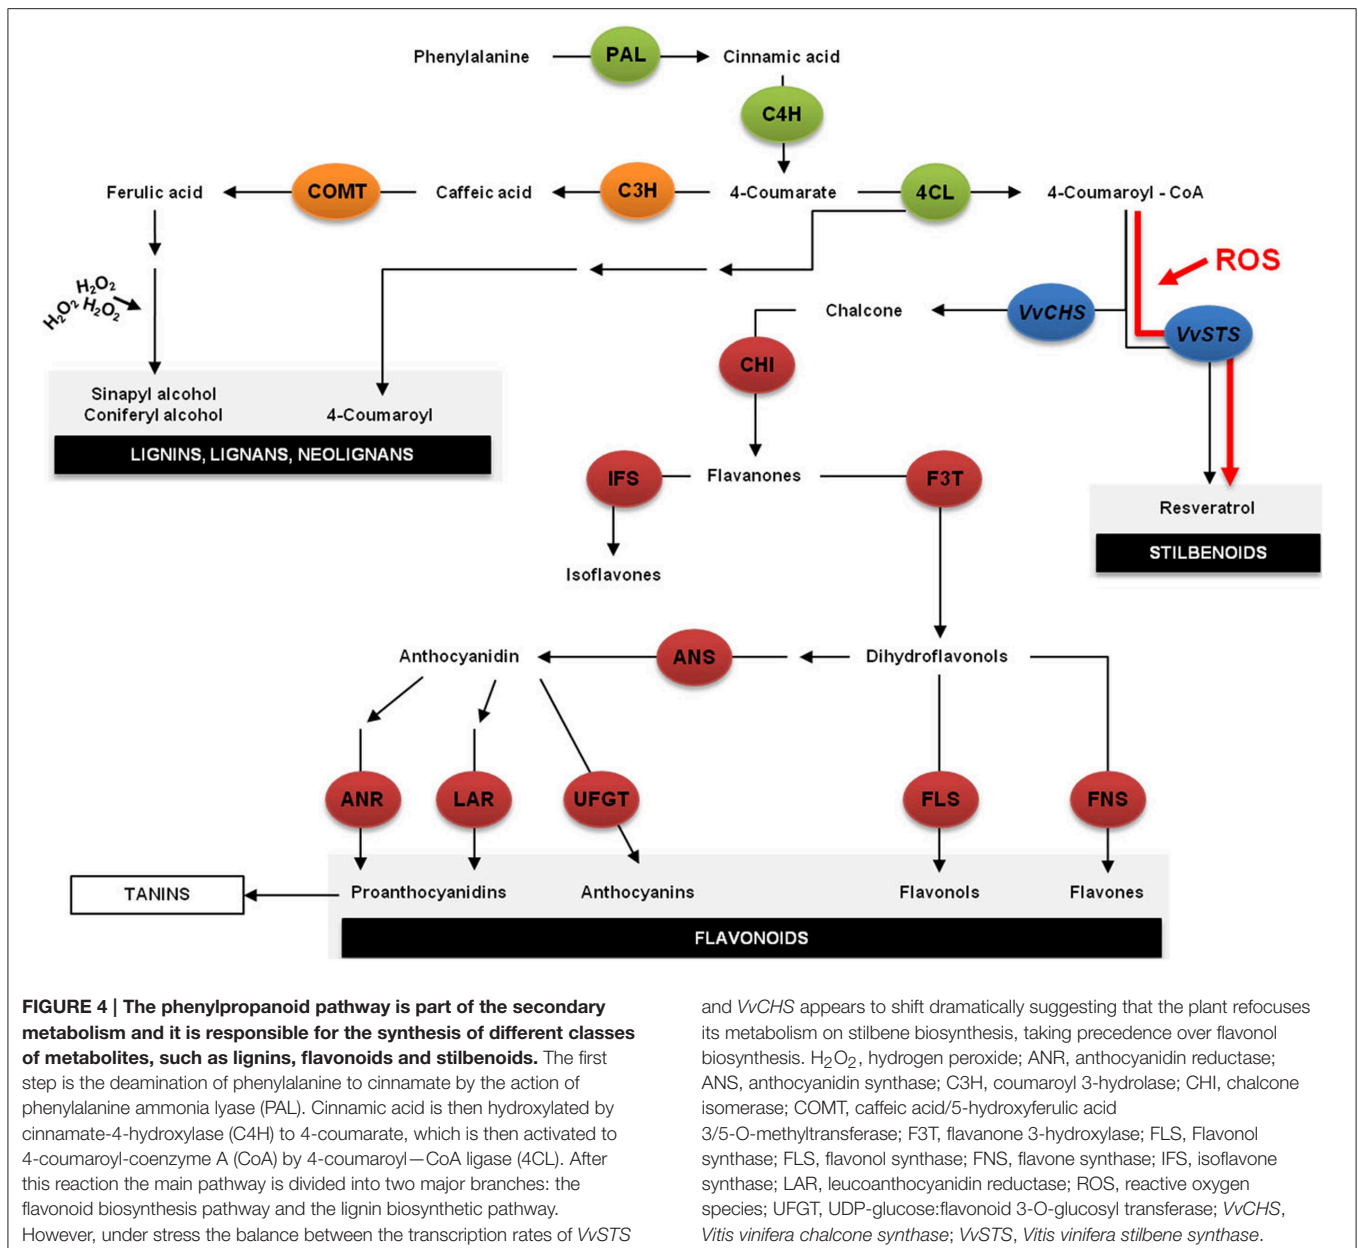 Phenylalanine
PAL
Cinnamic acid
C4H
Ferulic acid
COMT
Caffeic acid
C3H
4-Coumarate
4CL
4-Coumaroyl - CoA
ROS
H₂O₂
H₂O₂ H₂O₂
Chalcone
VvCHS
VvSTS
CHI
Sinapyl alcohol
Coniferyl alcohol
4-Coumaroyl
LIGNINS, LIGNANS, NEOLIGNANS
IFS
Flavanones
F3T
Resveratrol
STILBENOIDS
Isoflavones
Anthocyanidin
ANS
Dihydroflavonols
ANR
LAR
UFGT
FLS
FNS
TANINS
Proanthocyanidins
Anthocyanins
Flavonols
Flavones
FLAVONOIDS
FIGURE 4 | The phenylpropanoid pathway is part of the secondary
metabolism and it is responsible for the synthesis of different classes
of metabolites, such as lignins, flavonoids and stilbenoids. The first
step is the deamination of phenylalanine to cinnamate by the action of
phenylalanine ammonia lyase (PAL). Cinnamic acid is then hydroxylated by
cinnamate-4-hydroxylase (C4H) to 4-coumarate, which is then activated to
4-coumaroyl-coenzyme A (CoA) by 4-coumaroyl—CoA ligase (4CL). After
this reaction the main pathway is divided into two major branches: the
flavonoid biosynthesis pathway and the lignin biosynthetic pathway.
However, under stress the balance between the transcription rates of VvSTS
and VvCHS appears to shift dramatically suggesting that the plant refocuses
its metabolism on stilbene biosynthesis, taking precedence over flavonol
biosynthesis. H₂O₂, hydrogen peroxide; ANR, anthocyanidin reductase;
ANS, anthocyanidin synthase; C3H, coumaroyl 3-hydrolase; CHI, chalcone
isomerase; COMT, caffeic acid/5-hydroxyferulic acid
3/5-O-methyltransferase; F3T, flavanone 3-hydroxylase; FLS, Flavonol
synthase; FLS, flavonol synthase; FNS, flavone synthase; IFS, isoflavone
synthase; LAR, leucoanthocyanidin reductase; ROS, reactive oxygen
species; UFGT, UDP-glucose:flavonoid 3-O-glucosyl transferase; VvCHS,
Vitis vinifera chalcone synthase; VvSTS, Vitis vinifera stilbene synthase.